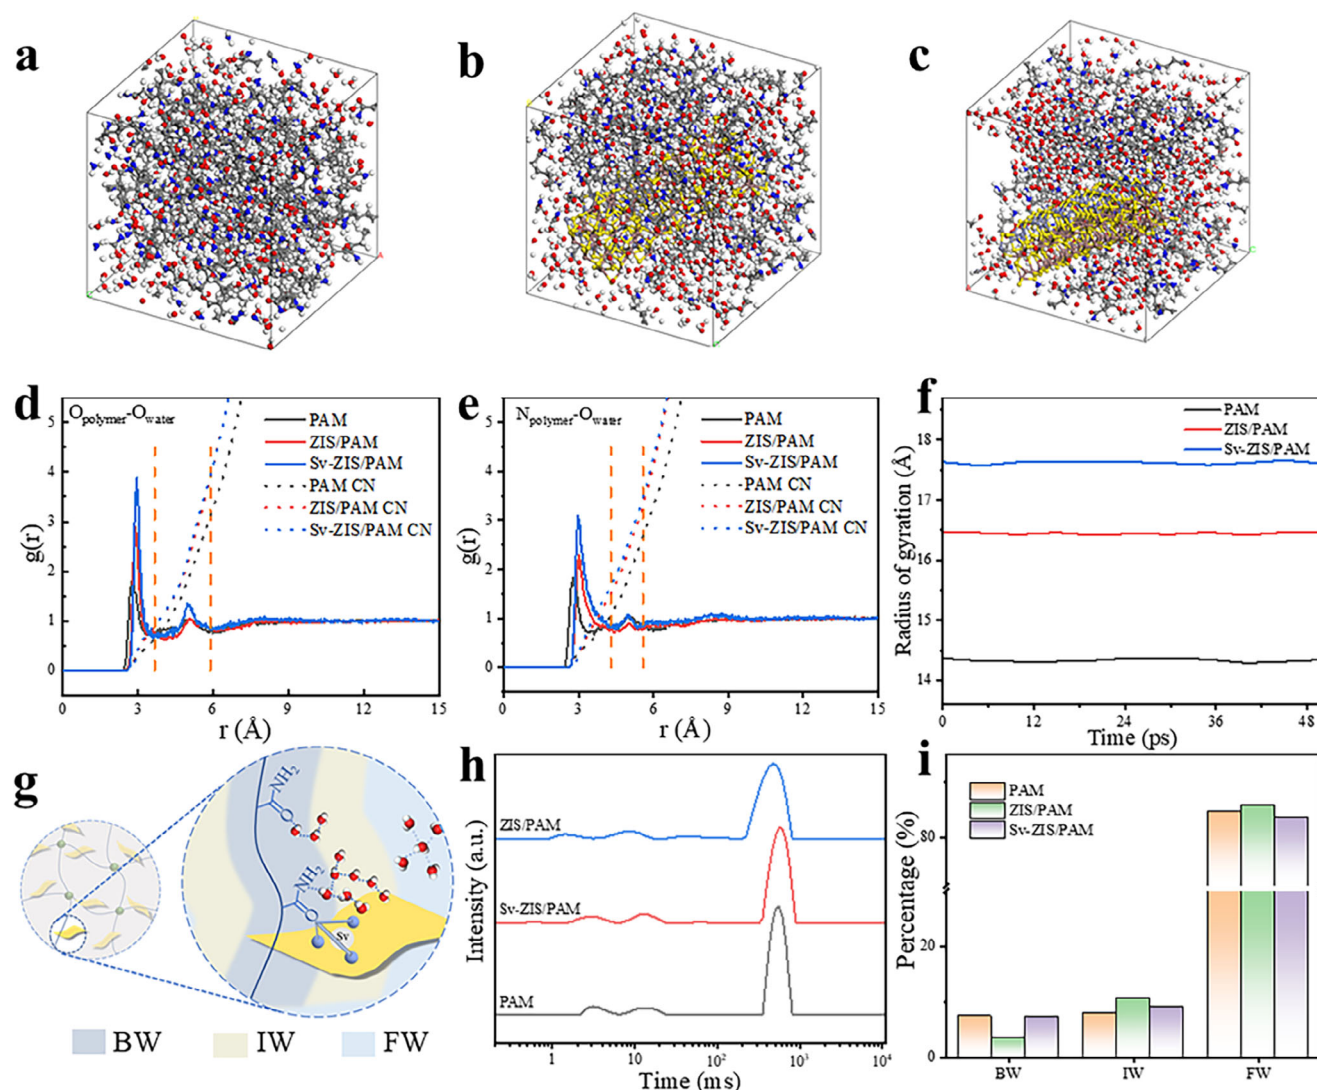 a
b
c
d
O_polymer-O_water
PAM
ZIS/PAM
Sv-ZIS/PAM
PAM CN
ZIS/PAM CN
Sv-ZIS/PAM CN
g(r)
5
4
3
2
1
0
0 3 6 9 12 15
r (Å)
e
N_polymer-O_water
PAM
ZIS/PAM
Sv-ZIS/PAM
PAM CN
ZIS/PAM CN
Sv-ZIS/PAM CN
g(r)
5
4
3
2
1
0
0 3 6 9 12 15
r (Å)
f
PAM
ZIS/PAM
Sv-ZIS/PAM
Radius of gyration (Å)
18
17
16
15
14
0 12 24 36 48
Time (ps)
g
NH2
O
NH2
O
Sv
BW IW FW
h
ZIS/PAM
Sv-ZIS/PAM
PAM
Intensity (a.u.)
1 10 10² 10³ 10⁴
Time (ms)
i
PAM
ZIS/PAM
Sv-ZIS/PAM
Percentage (%)
80
20
0
BW IW FW